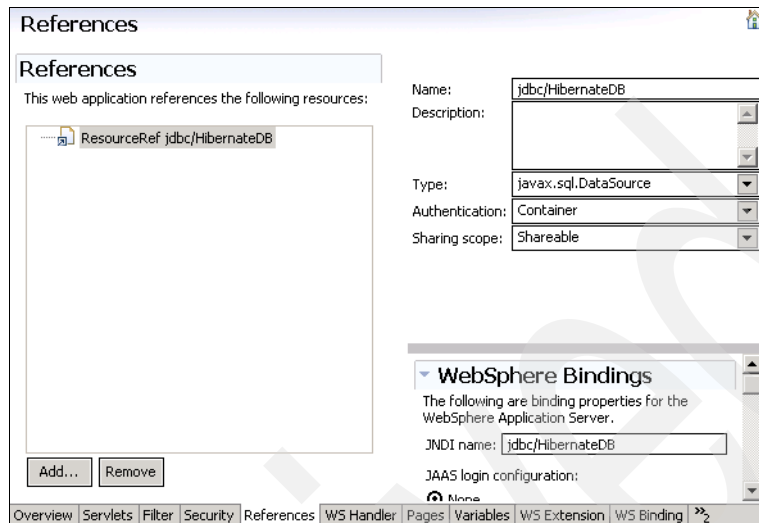 References
References
This web application references the following resources:
ResourceRef jdbc/HibernateDB
Add...
Remove
Name: jdbc/HibernateDB
Description:
Type: javax.sql.DataSource
Authentication: Container
Sharing scope: Shareable
WebSphere Bindings
The following are binding properties for the
WebSphere Application Server.
JNDI name: jdbc/HibernateDB
JAAS login configuration:
None
Overview Servlets Filter Security References WS Handler Pages Variables WS Extension WS Binding »2